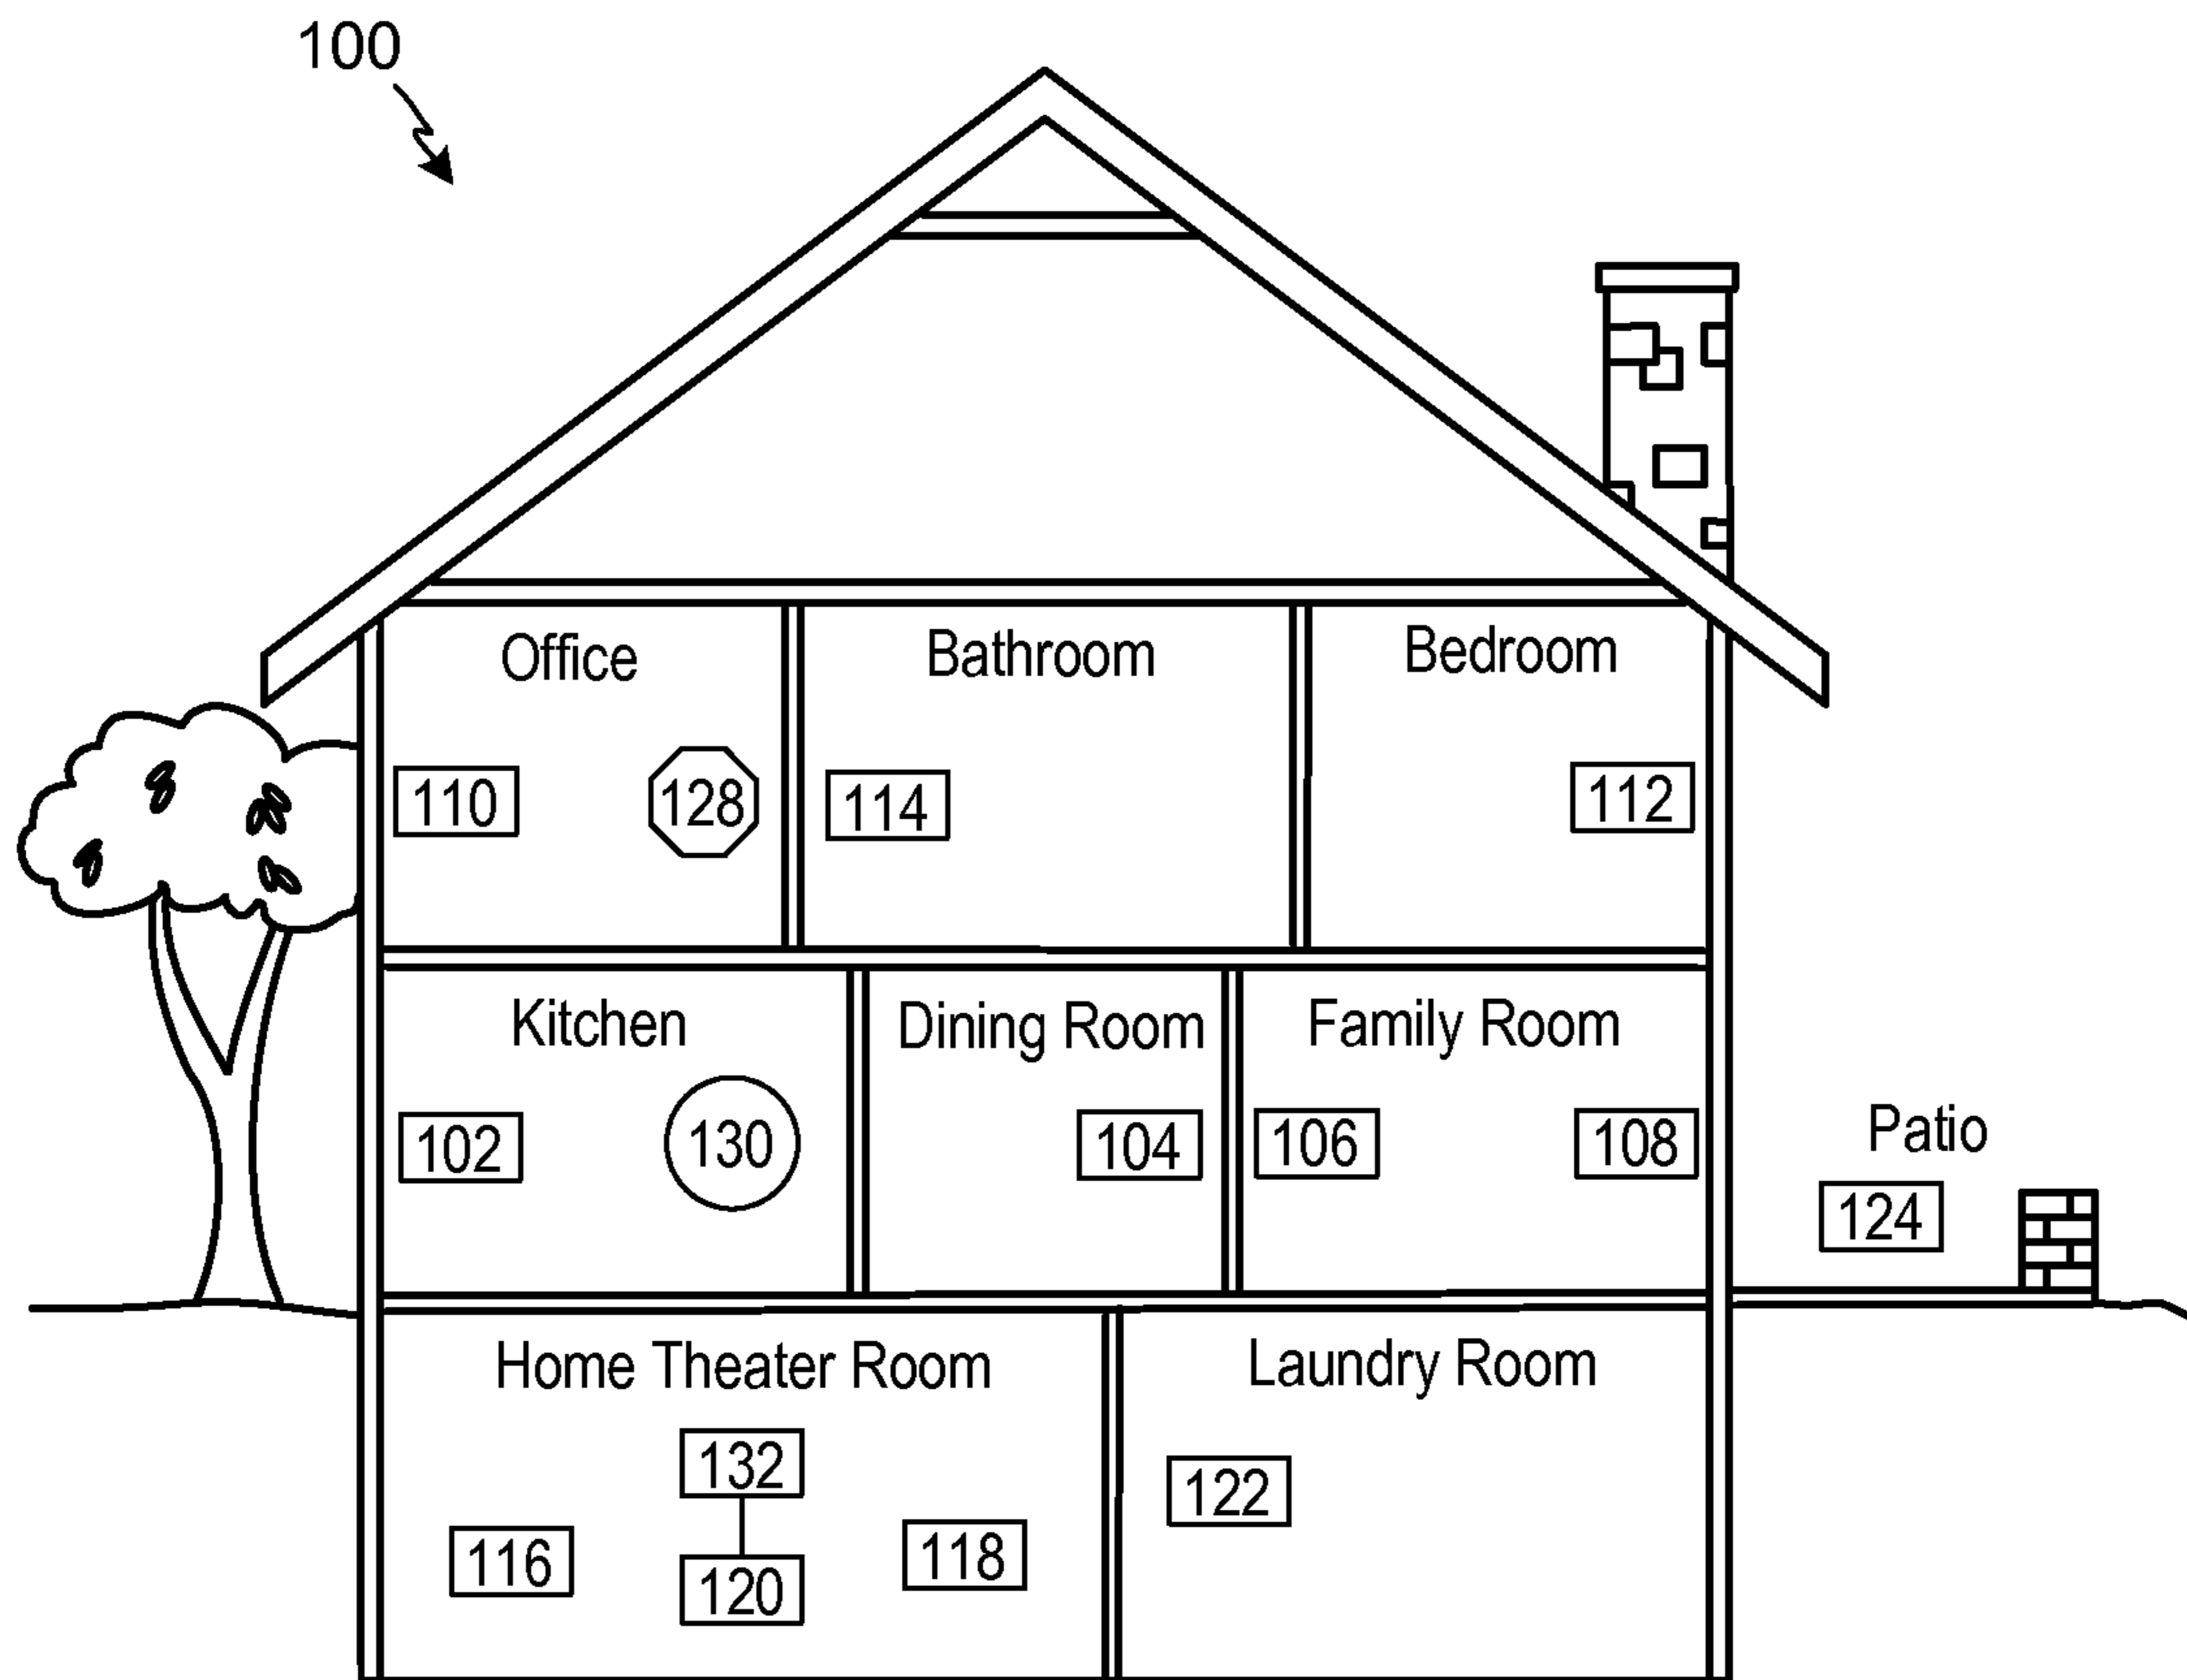 100
Office
Bathroom
Bedroom
110
128
114
112
Kitchen
Dining Room
Family Room
102
130
104
106
108
Patio
124
Home Theater Room
Laundry Room
132
116
120
118
122